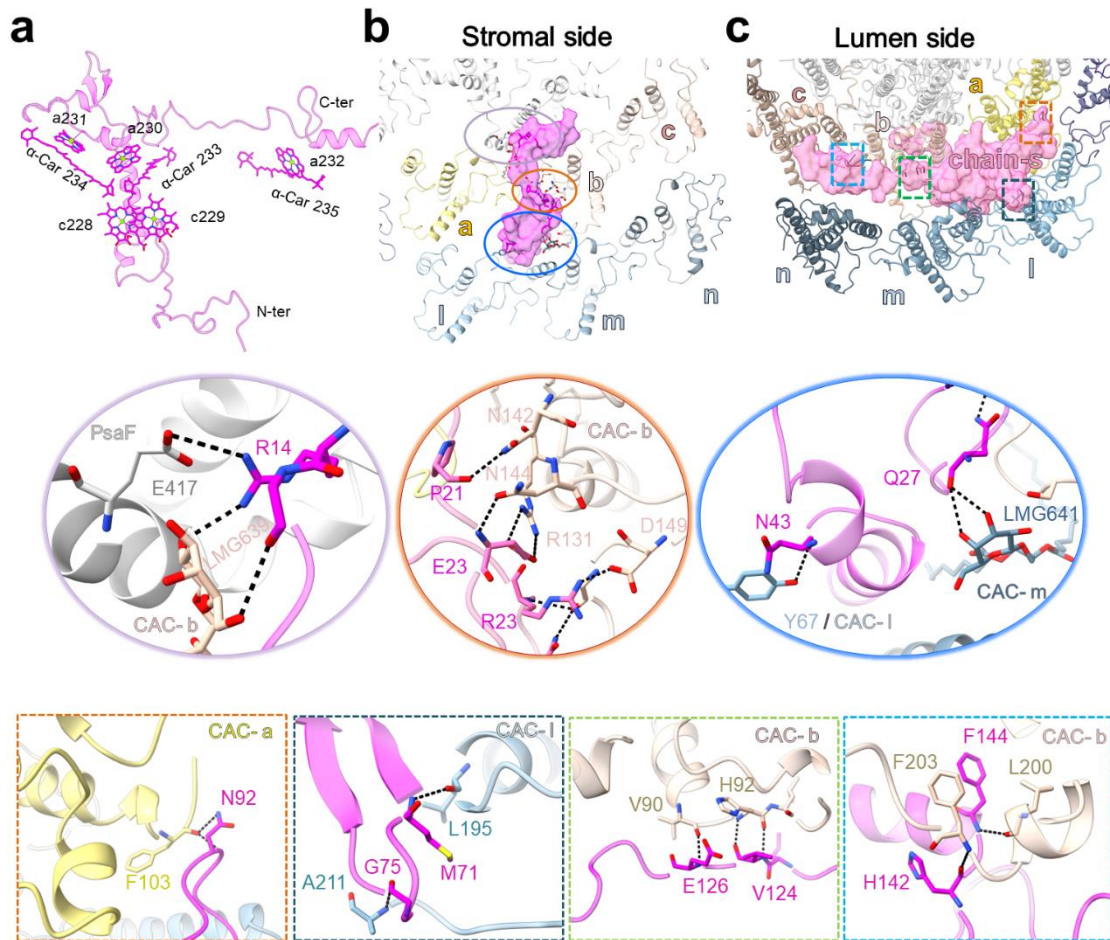 a
b
c
Stromal side
Lumen side
C-ter
a231
a230
α-Car 234
α-Car 233
a232
α-Car 235
c228
c229
N-ter
c
b
a
l
m
n
c
b
a
chain-s
n
m
l
PsaF
R14
E417
LMG639
CAC- b
N142
CAC- b
N144
P21
R131
D149
E23
R23
Q27
N43
LMG641
CAC- m
Y67 / CAC- l
CAC- a
N92
F103
CAC- l
L195
G75
M71
A211
CAC- b
H92
V90
E126
V124
F144
CAC- b
F203
L200
H142